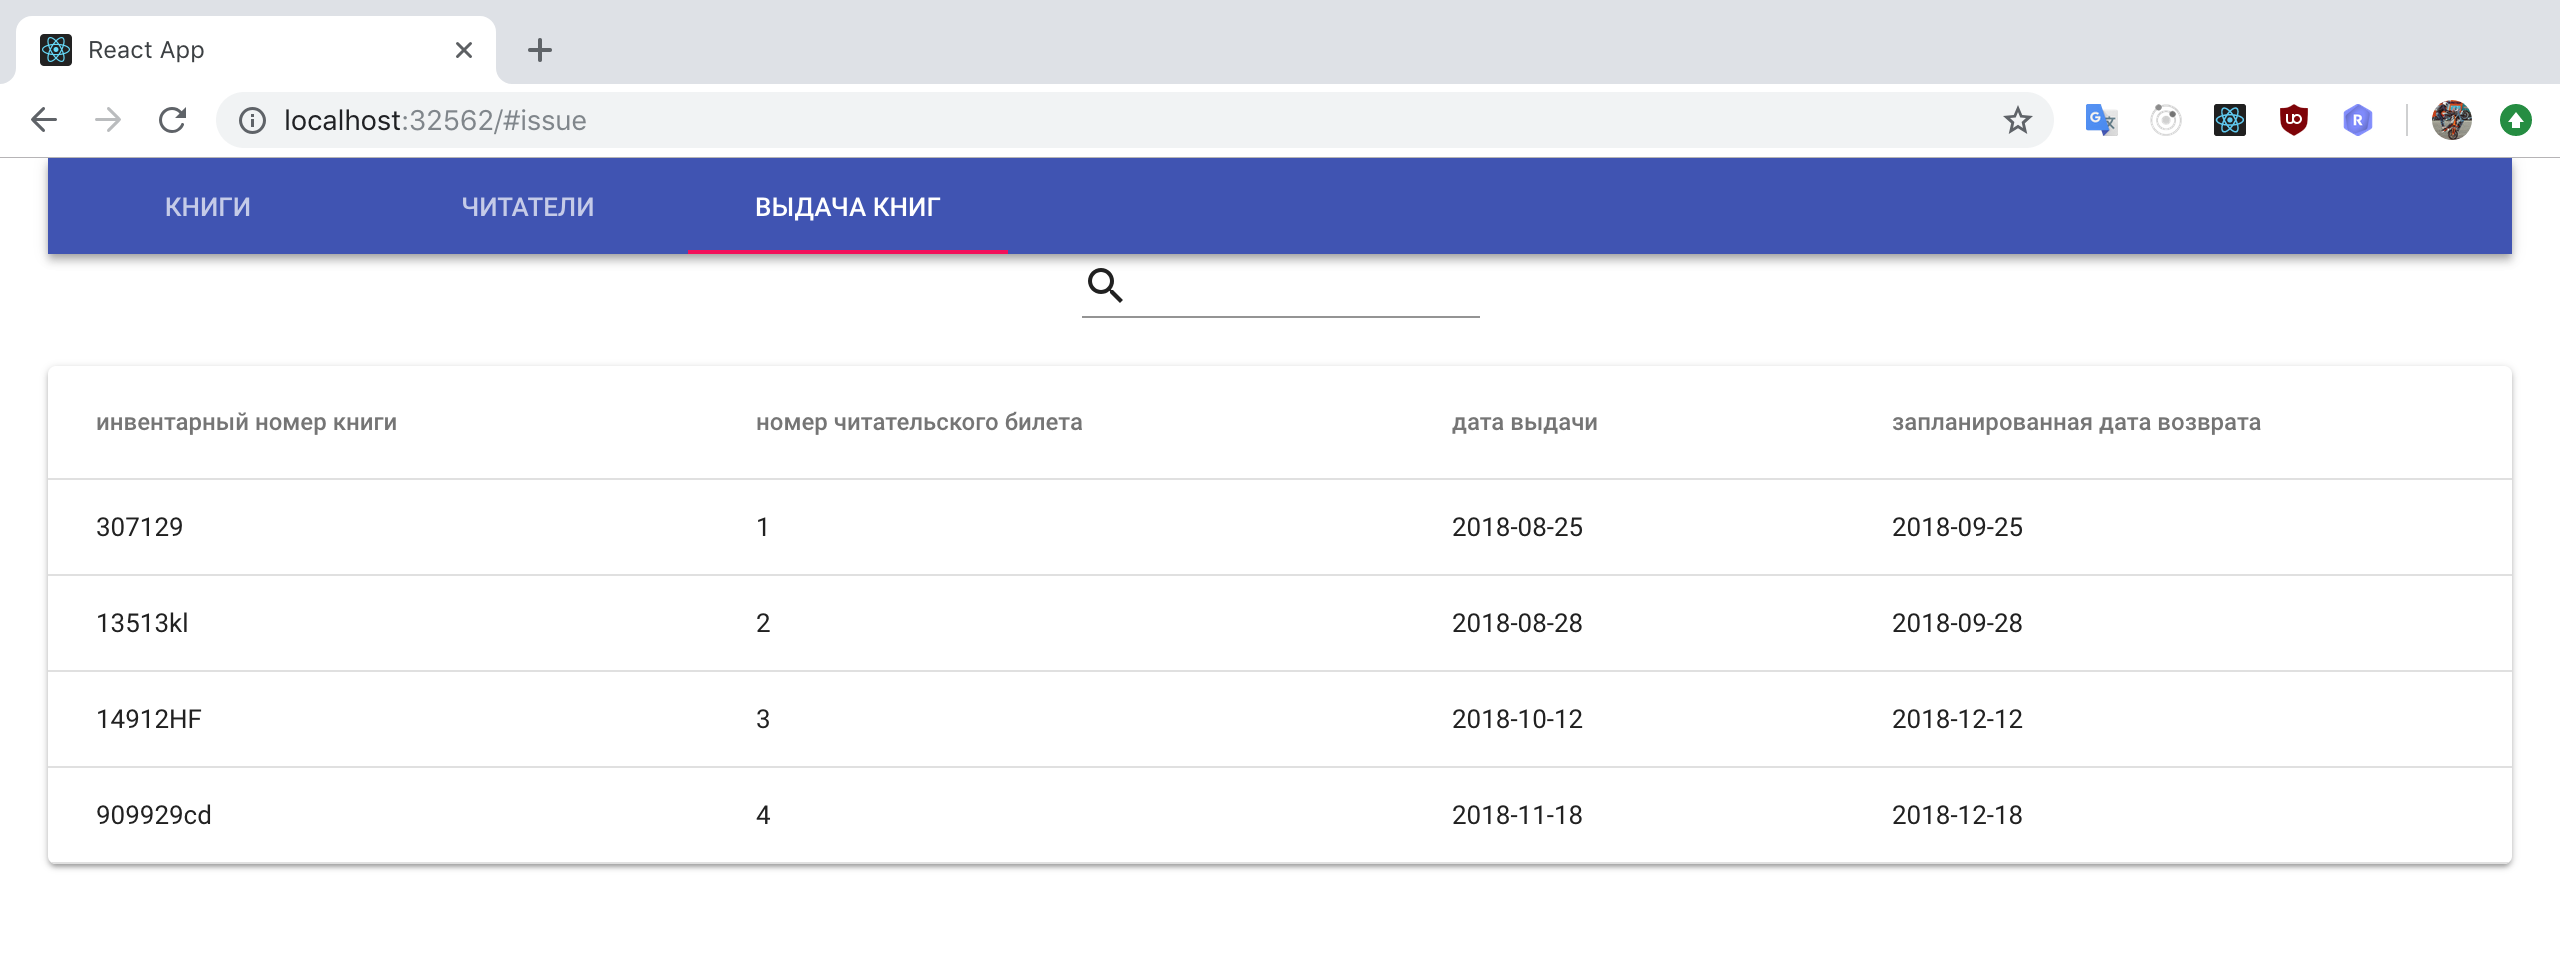 React App
localhost:32562/#issue
КНИГИ ЧИТАТЕЛИ ВЫДАЧА КНИГ
инвентарный номер книги номер читательского билета дата выдачи запланированная дата возврата
307129 1 2018-08-25 2018-09-25
13513kl 2 2018-08-28 2018-09-28
14912HF 3 2018-10-12 2018-12-12
909929cd 4 2018-11-18 2018-12-18